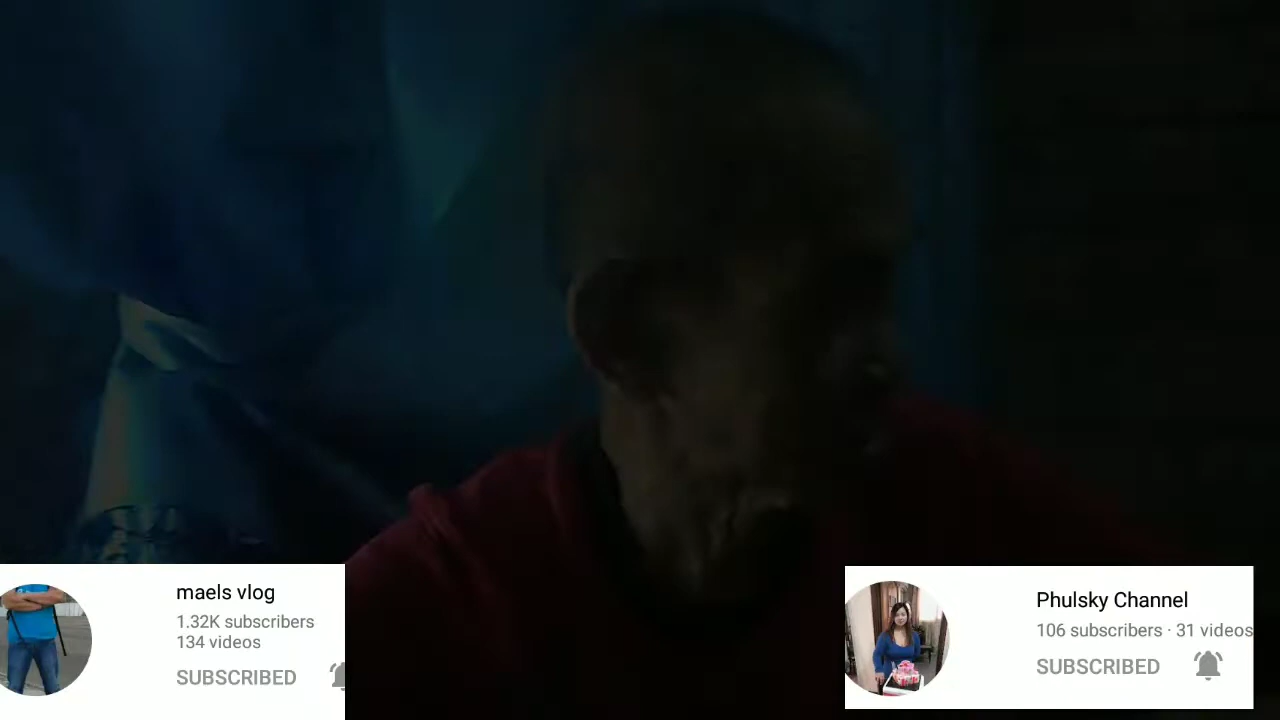 maels vlog
1.32K subscribers
134 videos
SUBSCRIBED
Phulsky Channel
106 subscribers · 31 videos
SUBSCRIBED